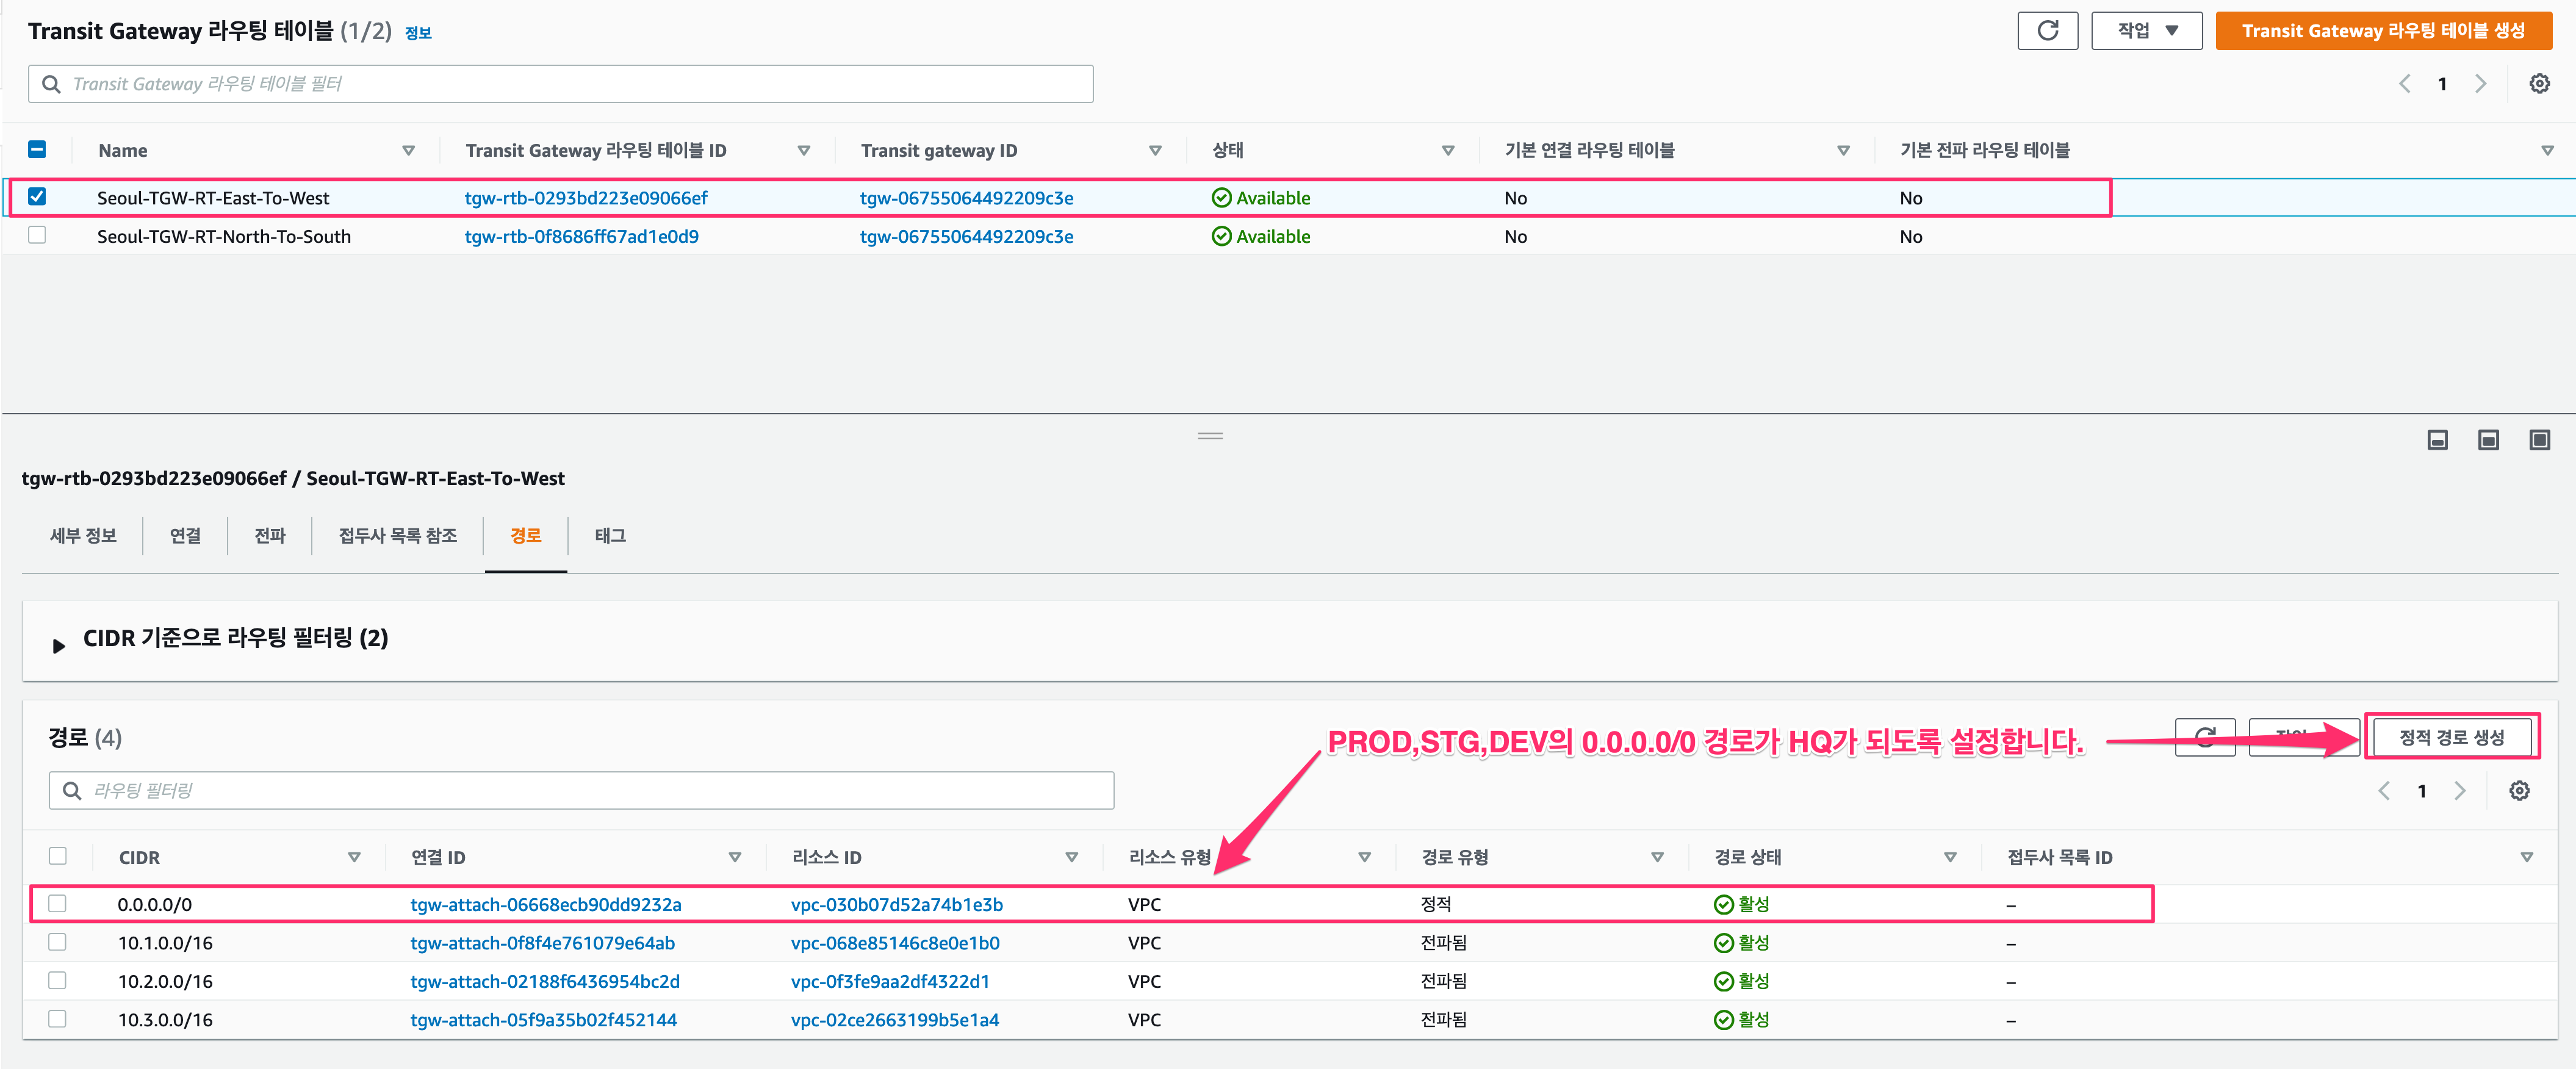 Transit Gateway 라우팅 테이블 (1/2) 정보
작업
Transit Gateway 라우팅 테이블 생성
Transit Gateway 라우팅 테이블 필터
1
Name Transit Gateway 라우팅 테이블 ID Transit gateway ID 상태 기본 연결 라우팅 테이블 기본 전파 라우팅 테이블
Seoul-TGW-RT-East-To-West tgw-rtb-0293bd223e09066ef tgw-06755064492209c3e Available No No
Seoul-TGW-RT-North-To-South tgw-rtb-0f8686ff67ad1e0d9 tgw-06755064492209c3e Available No No
tgw-rtb-0293bd223e09066ef / Seoul-TGW-RT-East-To-West
세부 정보 연결 전파 접두사 목록 참조 경로 태그
CIDR 기준으로 라우팅 필터링 (2)
경로 (4)
PROD,STG,DEV의 0.0.0.0/0 경로가 HQ가 되도록 설정합니다.
정적 경로 생성
라우팅 필터링
1
CIDR 연결 ID 리소스 ID 리소스 유형 경로 유형 경로 상태 접두사 목록 ID
0.0.0.0/0 tgw-attach-06668ecb90dd9232a vpc-030b07d52a74b1e3b VPC 정적 활성 –
10.1.0.0/16 tgw-attach-0f8f4e761079e64ab vpc-068e85146c8e0e1b0 VPC 전파됨 활성 –
10.2.0.0/16 tgw-attach-02188f6436954bc2d vpc-0f3fe9aa2df4322d1 VPC 전파됨 활성 –
10.3.0.0/16 tgw-attach-05f9a35b02f452144 vpc-02ce2663199b5e1a4 VPC 전파됨 활성 –